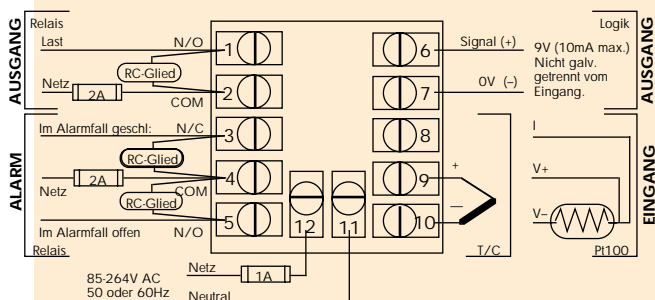 AUSGANG
Relais
Last
N/O
RC-Glied
Netz
2A
COM
1
2
6
7
Signal (+)
0V (–)
Logik
9V (10mA max.)
Nicht galv.
getrennt vom
Eingang.
AUSGANG
ALARM
Im Alarmfall geschl:
N/C
RC-Glied
2A
Netz
COM
RC-Glied
Im Alarmfall offen
N/O
Relais
3
4
5
12
11
8
9
10
+
—
T/C
I
V+
V–
Pt100
EINGANG
85-264V AC
50 oder 60Hz
Netz
1A
Neutral